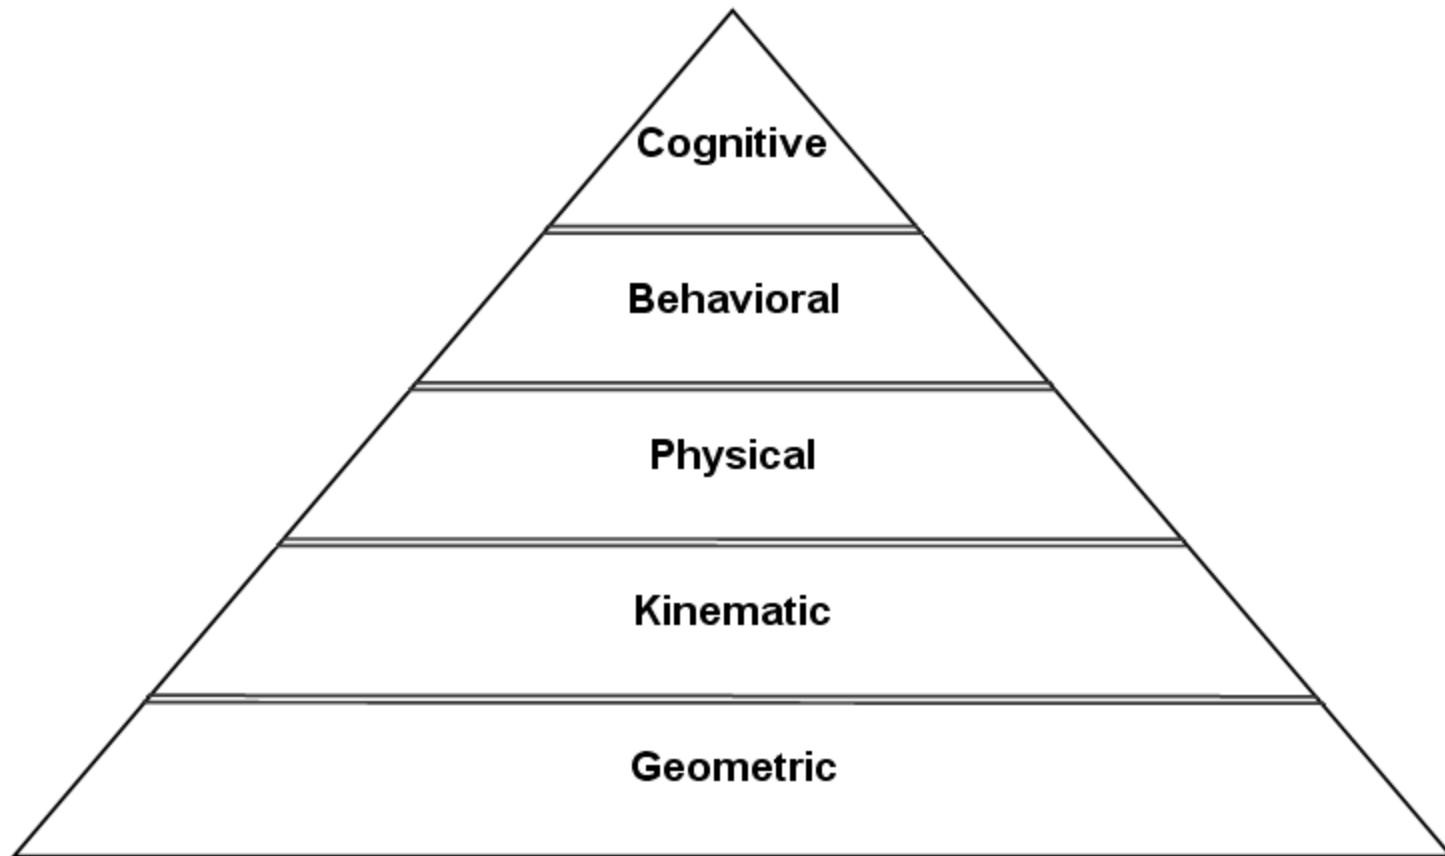 Cognitive
Behavioral
Physical
Kinematic
Geometric